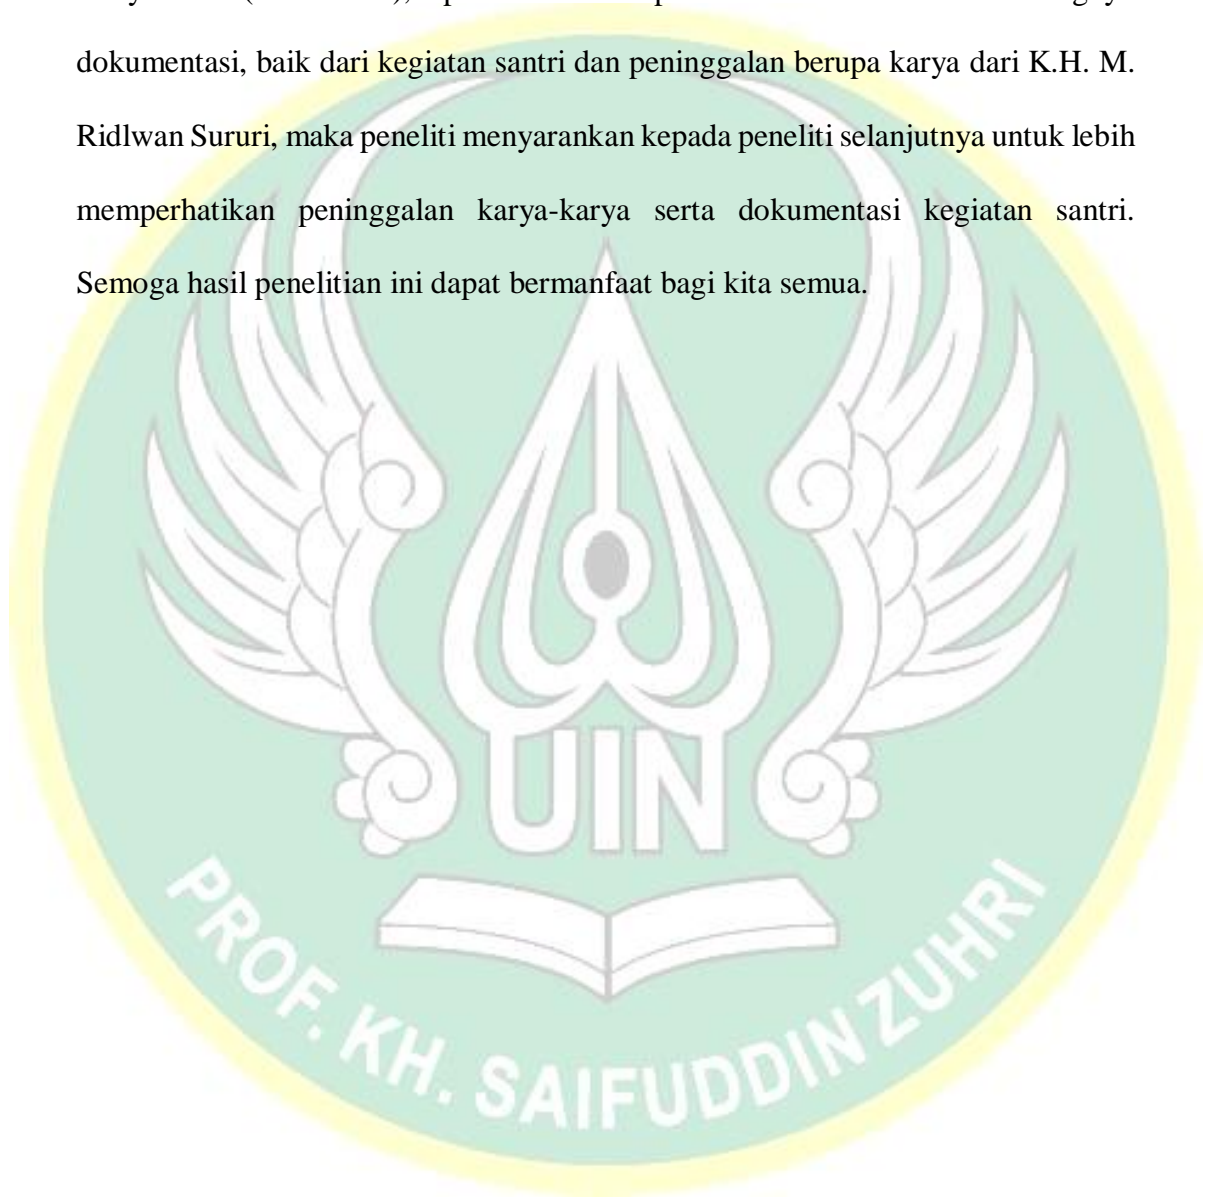 dokumentasi, baik dari kegiatan santri dan peninggalan berupa karya dari K.H. M.
Ridlwan Sururi, maka peneliti menyarankan kepada peneliti selanjutnya untuk lebih
memperhatikan peninggalan karya-karya serta dokumentasi kegiatan santri.
Semoga hasil penelitian ini dapat bermanfaat bagi kita semua.
UIN
PROF. KH. SAIFUDDIN ZUHRI